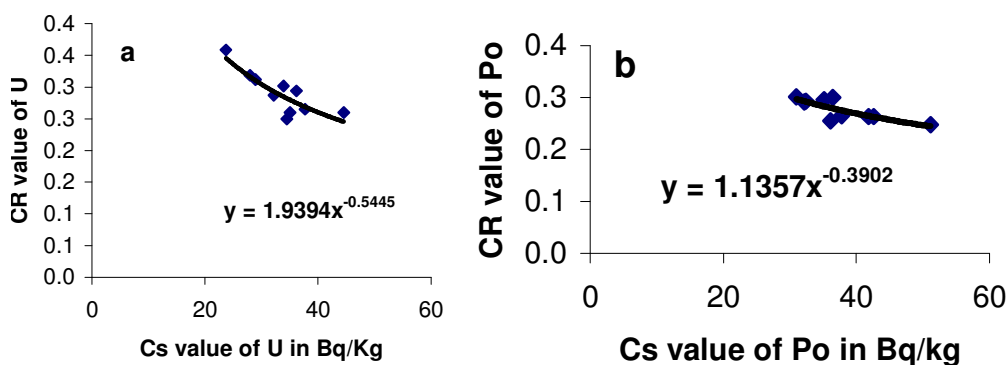 a
0.4
0.4
0.3
0.3
0.2
0.2
0.1
0.1
0.0
CR value of U
y = 1.9394x^-0.5445
0
20
40
60
Cs value of U in Bq/Kg
b
0.4
0.3
0.2
0.1
0.0
CR value of Po
y = 1.1357x^-0.3902
0
20
40
60
Cs value of Po in Bq/kg